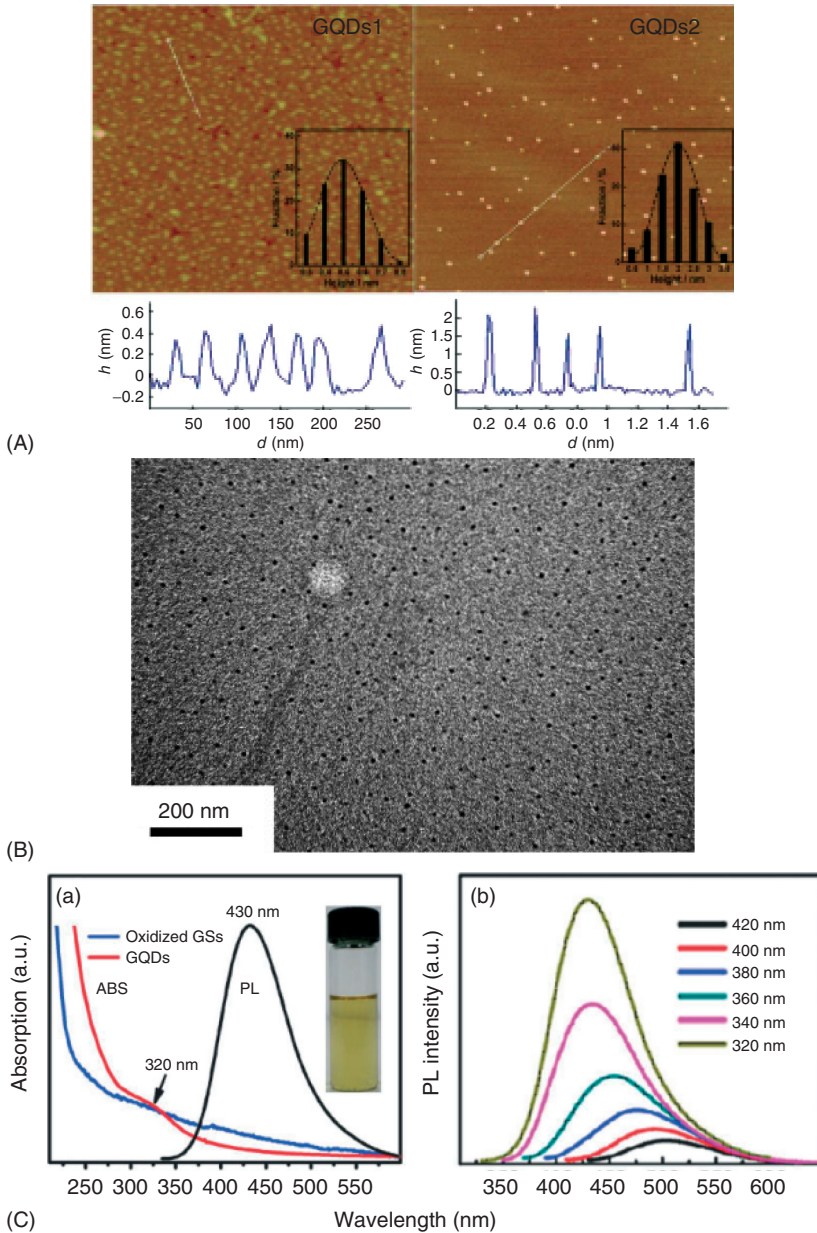 GQDs1
GQDs2
Fraction / %
Height / nm
Fraction / %
Height / nm
0.6
0.4
0.2
0
−0.2
h (nm)
50 100 150 200 250
d (nm)
2
1.5
1
0.5
0
h (nm)
0.2 0.4 0.6 0.0 1 1.2 1.4 1.6
d (nm)
(A)
200 nm
(B)
(a)
430 nm
Oxidized GSs
GQDs
ABS
PL
320 nm
Absorption (a.u.)
250 300 350 400 450 500 550
(b)
420 nm
400 nm
380 nm
360 nm
340 nm
320 nm
PL intensity (a.u.)
350 400 450 500 550 600
(C)
Wavelength (nm)